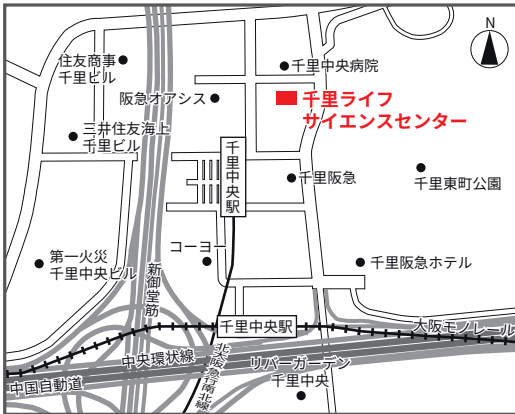 N
住友商事
千里ビル
千里中央病院
阪急オアシス
千里ライフ
サイエンスセンター
三井住友海上
千里ビル
千里中央駅
千里阪急
千里東町公園
コーヨー
第一火災
千里中央ビル
新御堂筋
千里阪急ホテル
千里中央駅
大阪モノレール
中央環状線
北大阪急行南北線
リバーガーデン
千里中央
中国自動道